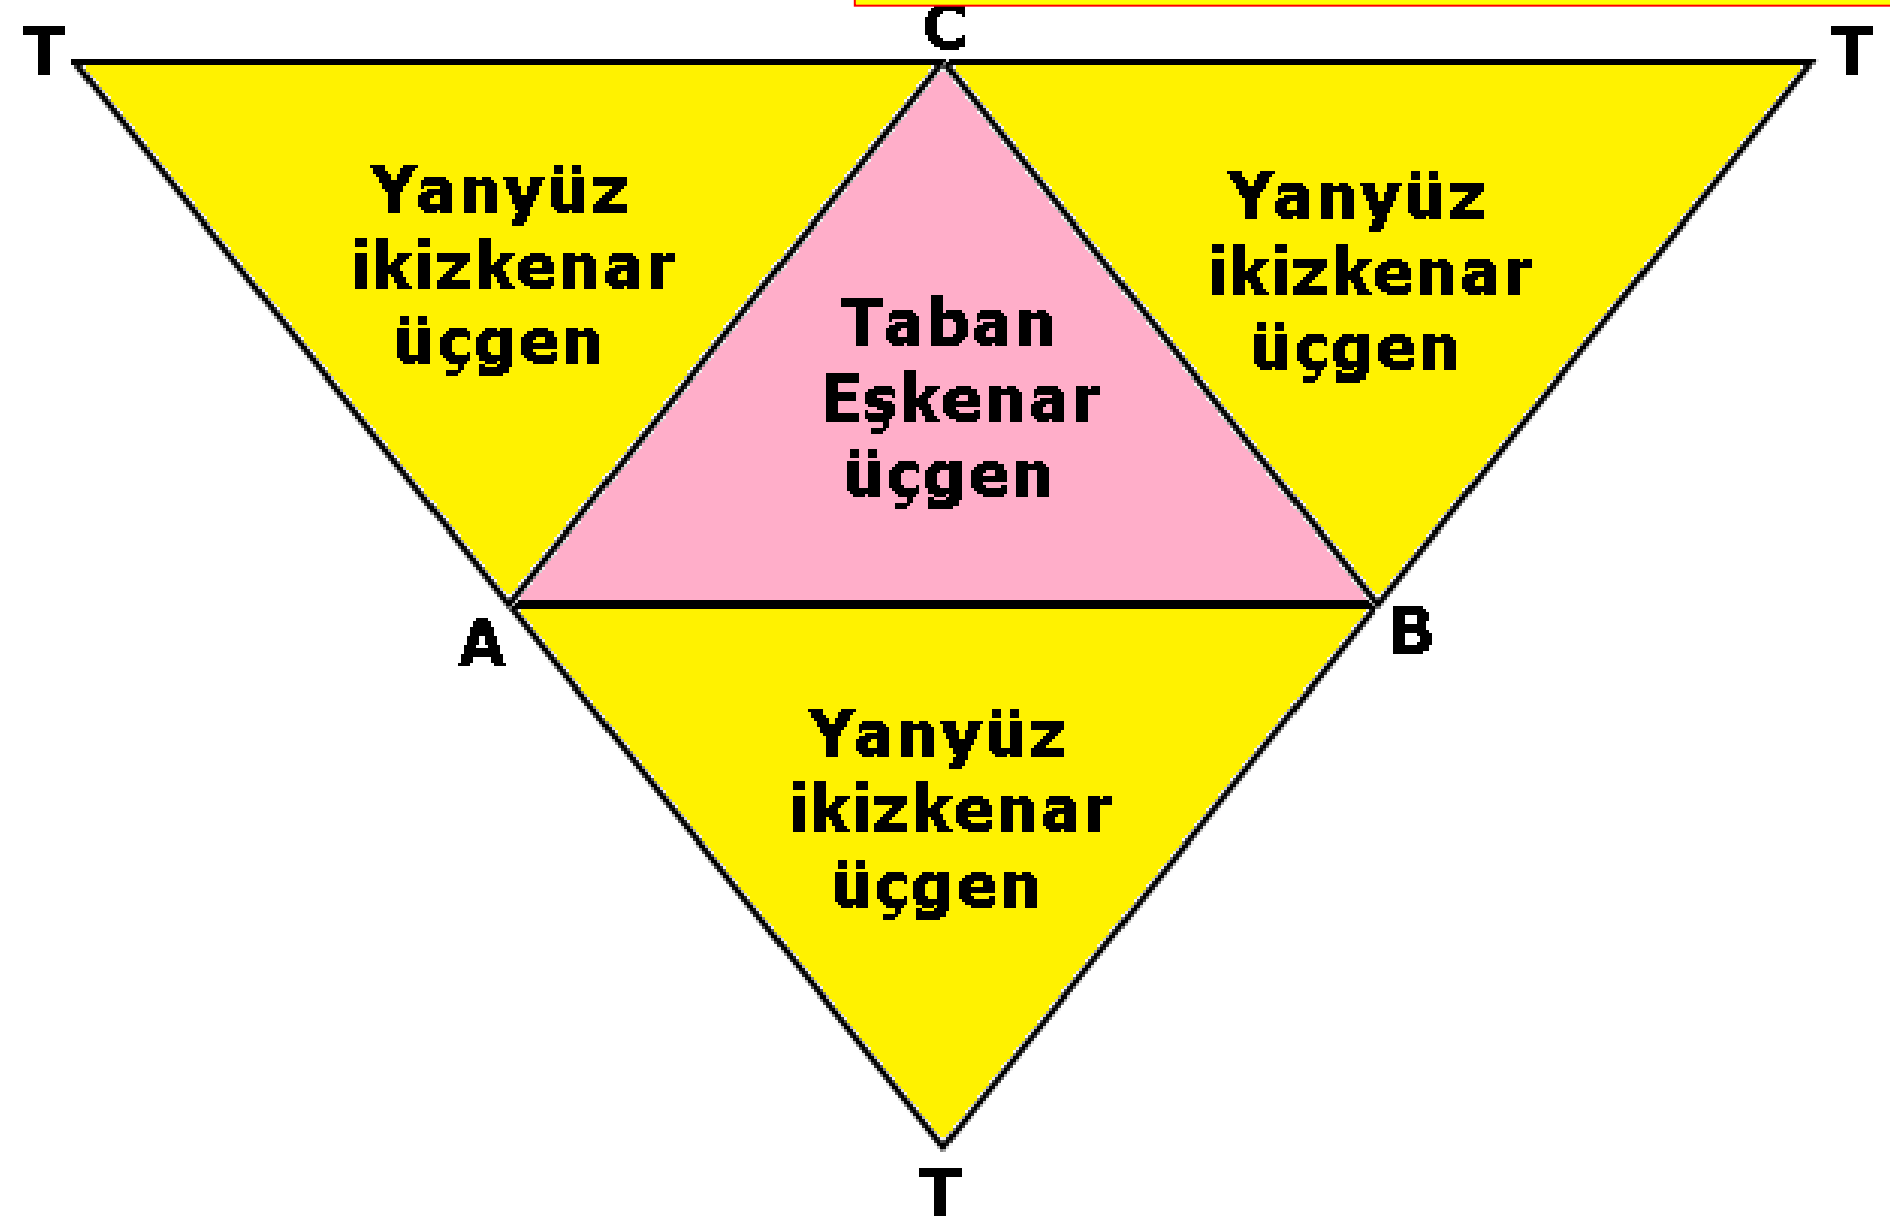 T
C
T
Yanyüz
ikizkenar
üçgen
Yanyüz
ikizkenar
üçgen
Taban
Eşkenar
üçgen
A
B
Yanyüz
ikizkenar
üçgen
T